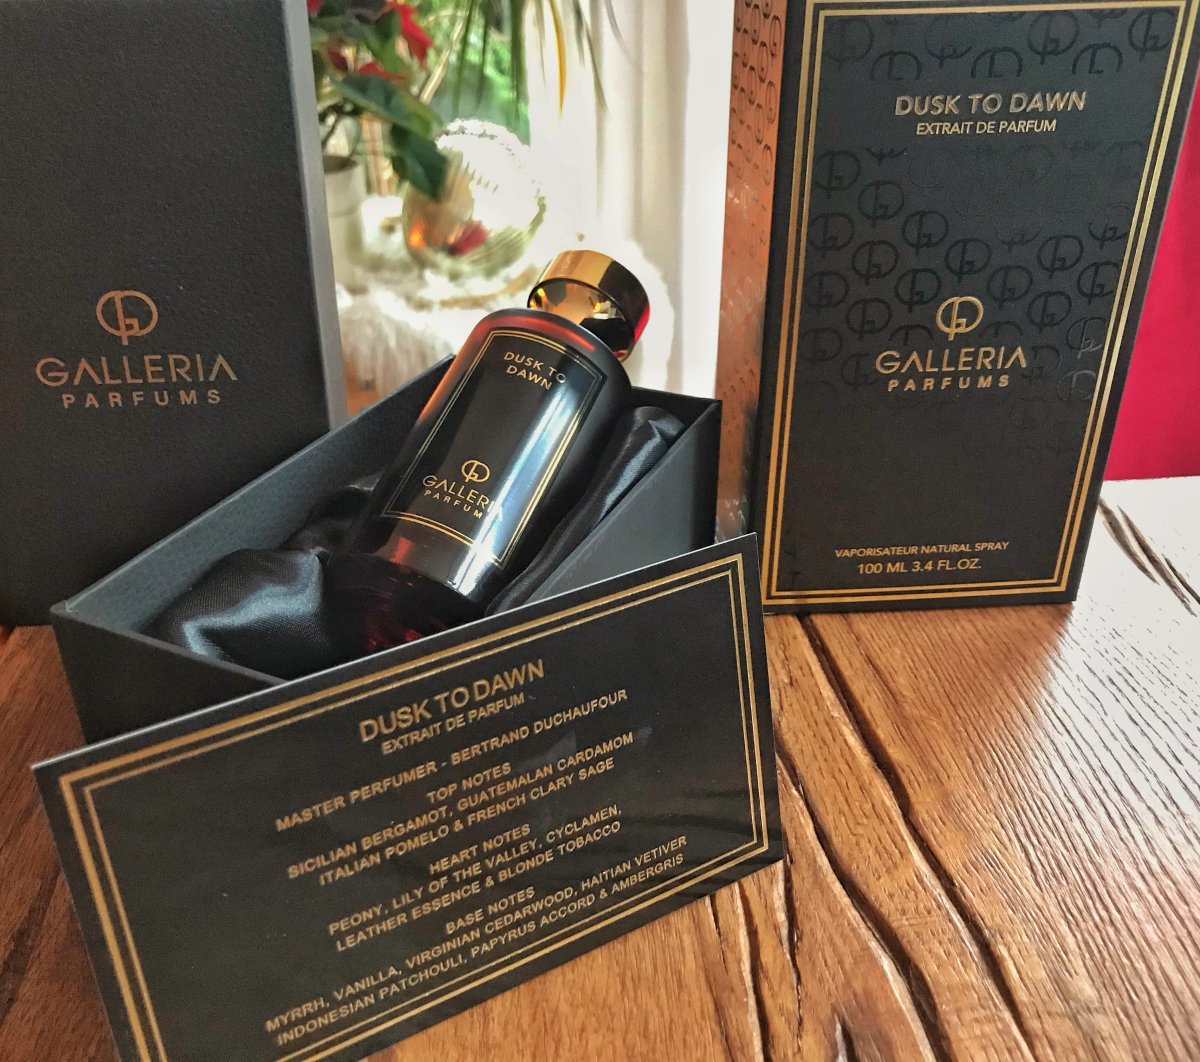 GALLERIA
PARFUMS
DUSK TO DAWN
EXTRAIT DE PARFUM
GALLERIA
PARFUMS
VAPORISATEUR NATURAL SPRAY
100 ML 3.4 FL.OZ.
DUSK TO
DAWN
GALLERIA
PARFUMS
DUSK TO DAWN
EXTRAIT DE PARFUM
MASTER PERFUMER - BERTRAND DUCHAUFOUR
TOP NOTES
SICILIAN BERGAMOT, GUATEMALAN CARDAMOM
ITALIAN POMELO & FRENCH CLARY SAGE
HEART NOTES
PEONY, LILY OF THE VALLEY, CYCLAMEN,
LEATHER ESSENCE & BLONDE TOBACCO
BASE NOTES
MYRRH, VANILLA, VIRGINIAN CEDARWOOD, HAITIAN VETIVER
INDONESIAN PATCHOULI, PAPYRUS ACCORD & AMBERGRIS